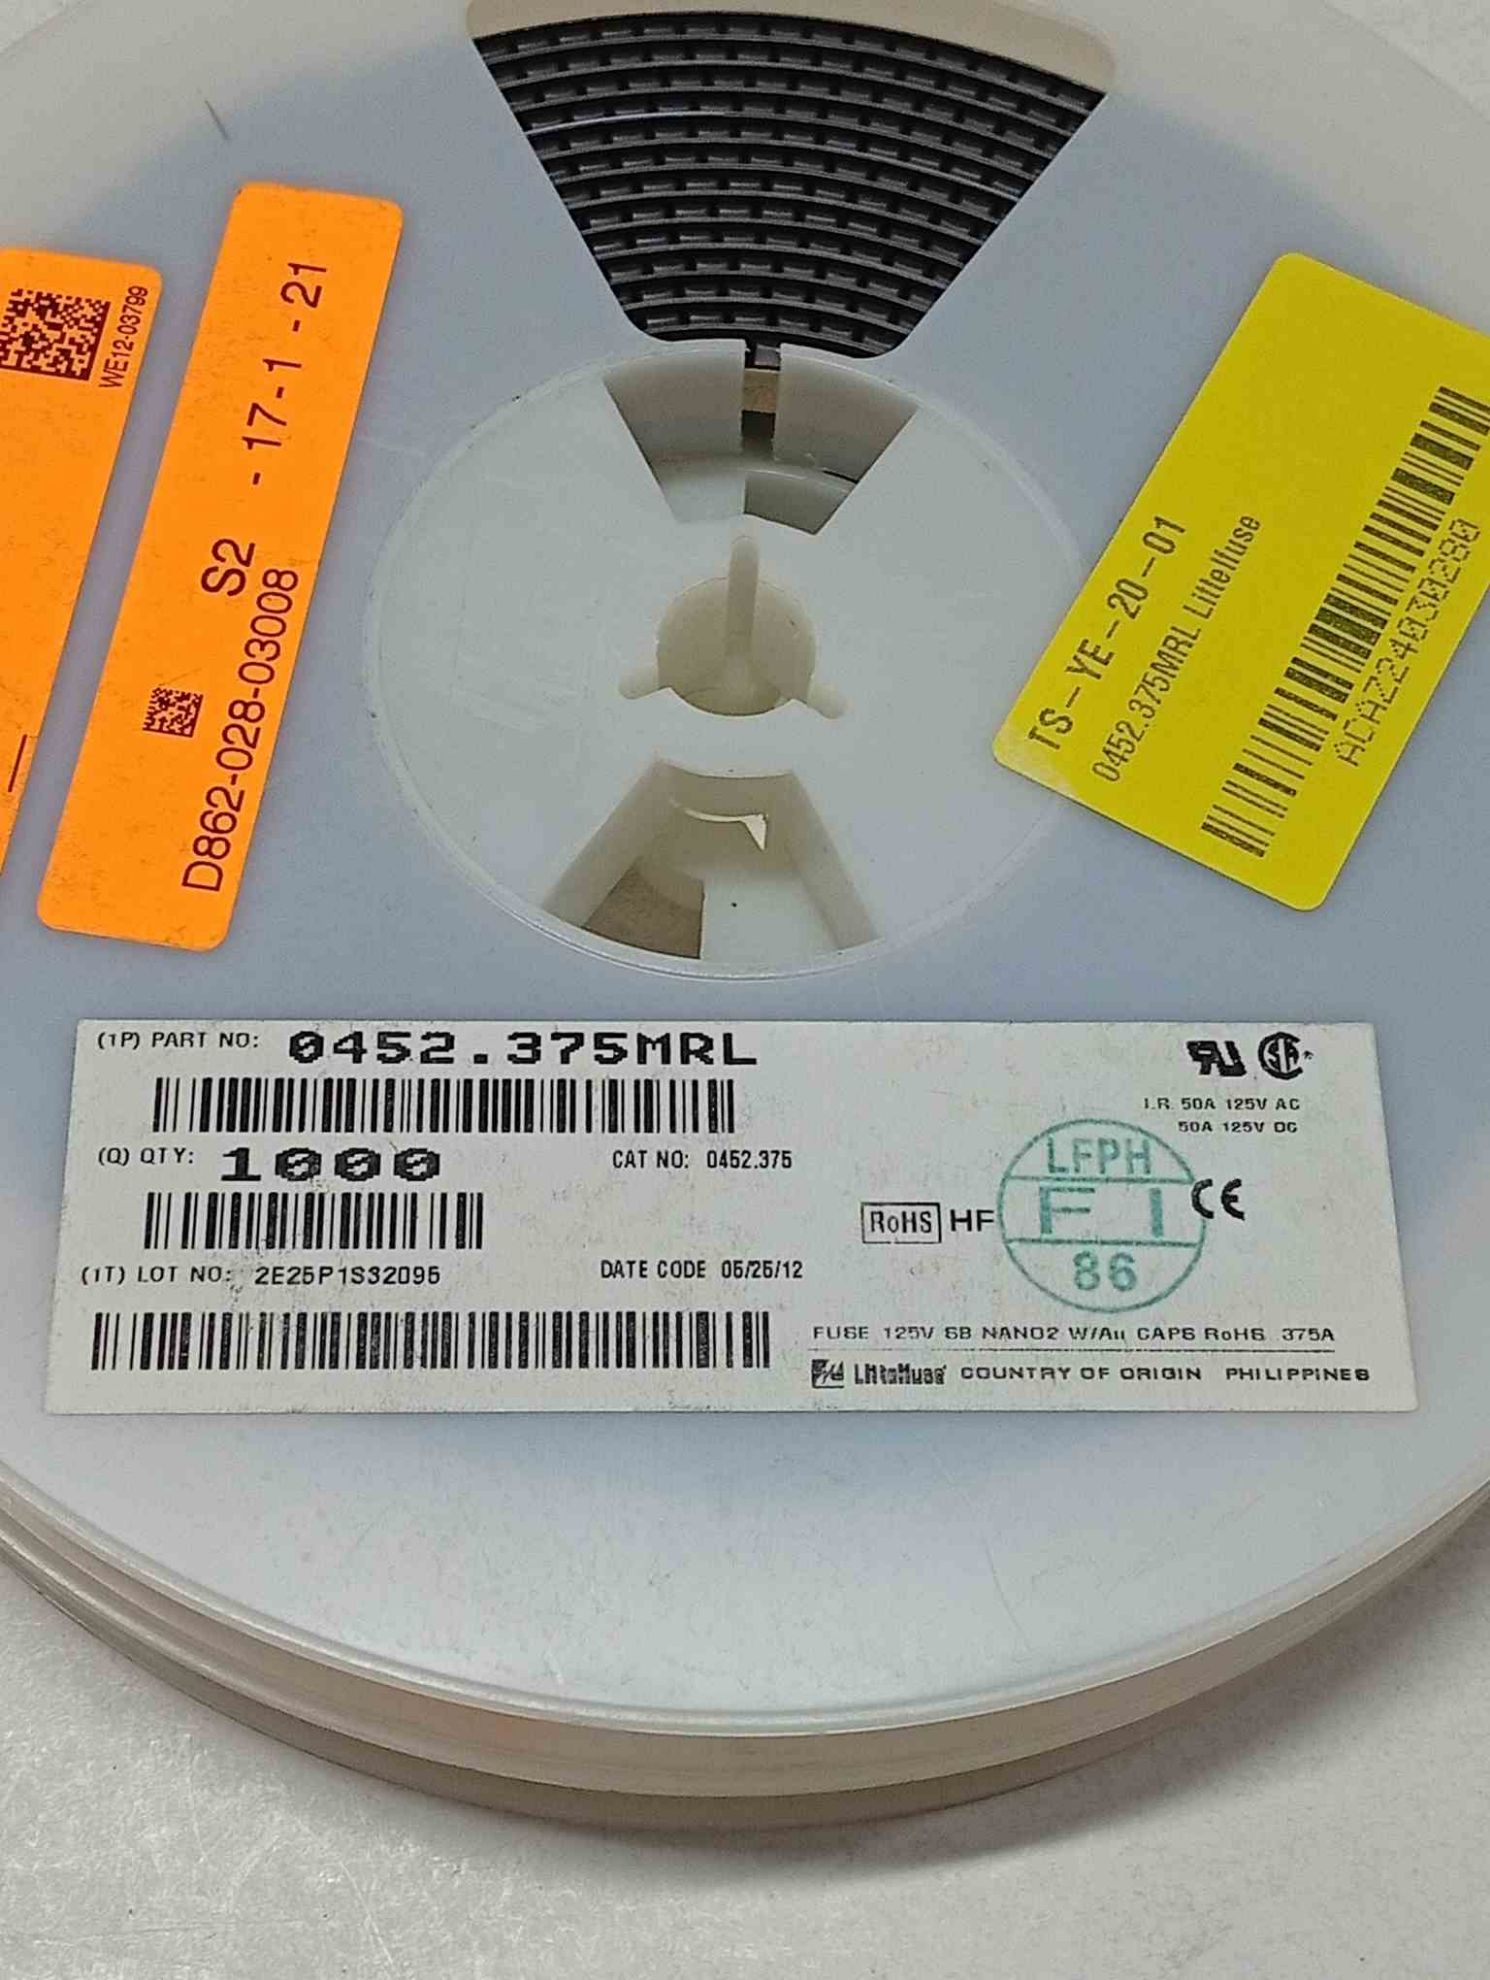 WE12-03799
S2 - 17 - 1 - 21
D862-028-03008
TS-YE-20-01
0452.375MRL Littelfuse
ACAZ2403D280
(1P) PART NO: 0452.375MRL
I.R. 50A 125V AC
50A 125V DC
(Q) QTY: 1000
CAT NO: 0452.375
RoHS HF
LFPH
FI
86
CE
(1T) LOT NO: 2E25P1S32095
DATE CODE 05/25/12
FUSE 125V SB NANO2 W/Au CAPS RoHS .375A
Littelfuse COUNTRY OF ORIGIN PHILIPPINES